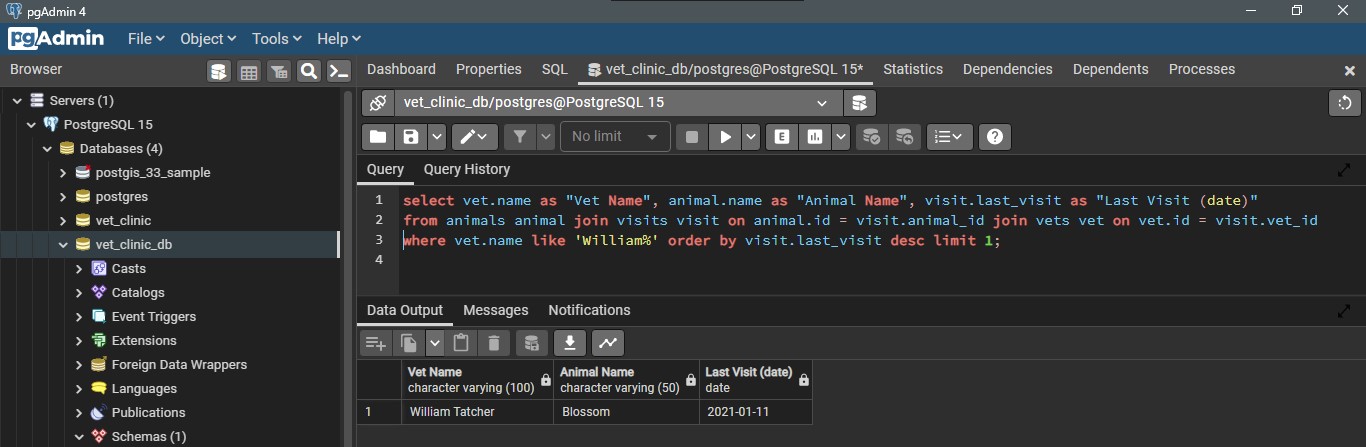 pgAdmin 4
pgAdmin File Object Tools Help
Browser
Dashboard Properties SQL vet_clinic_db/postgres@PostgreSQL 15* Statistics Dependencies Dependents Processes
Servers (1)
PostgreSQL 15
Databases (4)
postgis_33_sample
postgres
vet_clinic
vet_clinic_db
Casts
Catalogs
Event Triggers
Extensions
Foreign Data Wrappers
Languages
Publications
Schemas (1)
vet_clinic_db/postgres@PostgreSQL 15
No limit E
Query Query History
1 select vet.name as "Vet Name", animal.name as "Animal Name", visit.last_visit as "Last Visit (date)"
2 from animals animal join visits visit on animal.id = visit.animal_id join vets vet on vet.id = visit.vet_id
3 where vet.name like 'William%' order by visit.last_visit desc limit 1;
4
Data Output Messages Notifications
Vet Name Animal Name Last Visit (date)
character varying (100) character varying (50) date
1 William Tatcher Blossom 2021-01-11